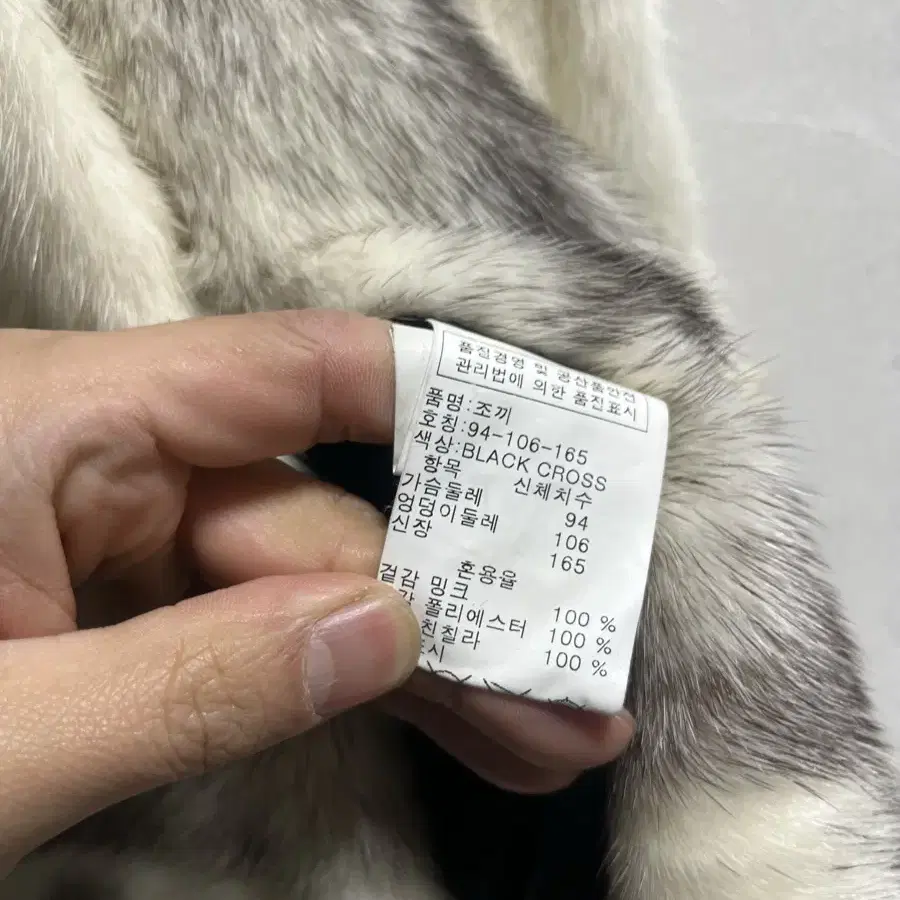 품질경영 및 공산품안전
관리법에 의한 품진표시
품명:조끼
호칭:94-106-165
색상:BLACK CROSS
항목 신체치수
가슴둘레 94
엉덩이둘레 106
신장 165
혼용율
겉감 밍크 100 %
폴리에스터 100 %
친칠라 100 %